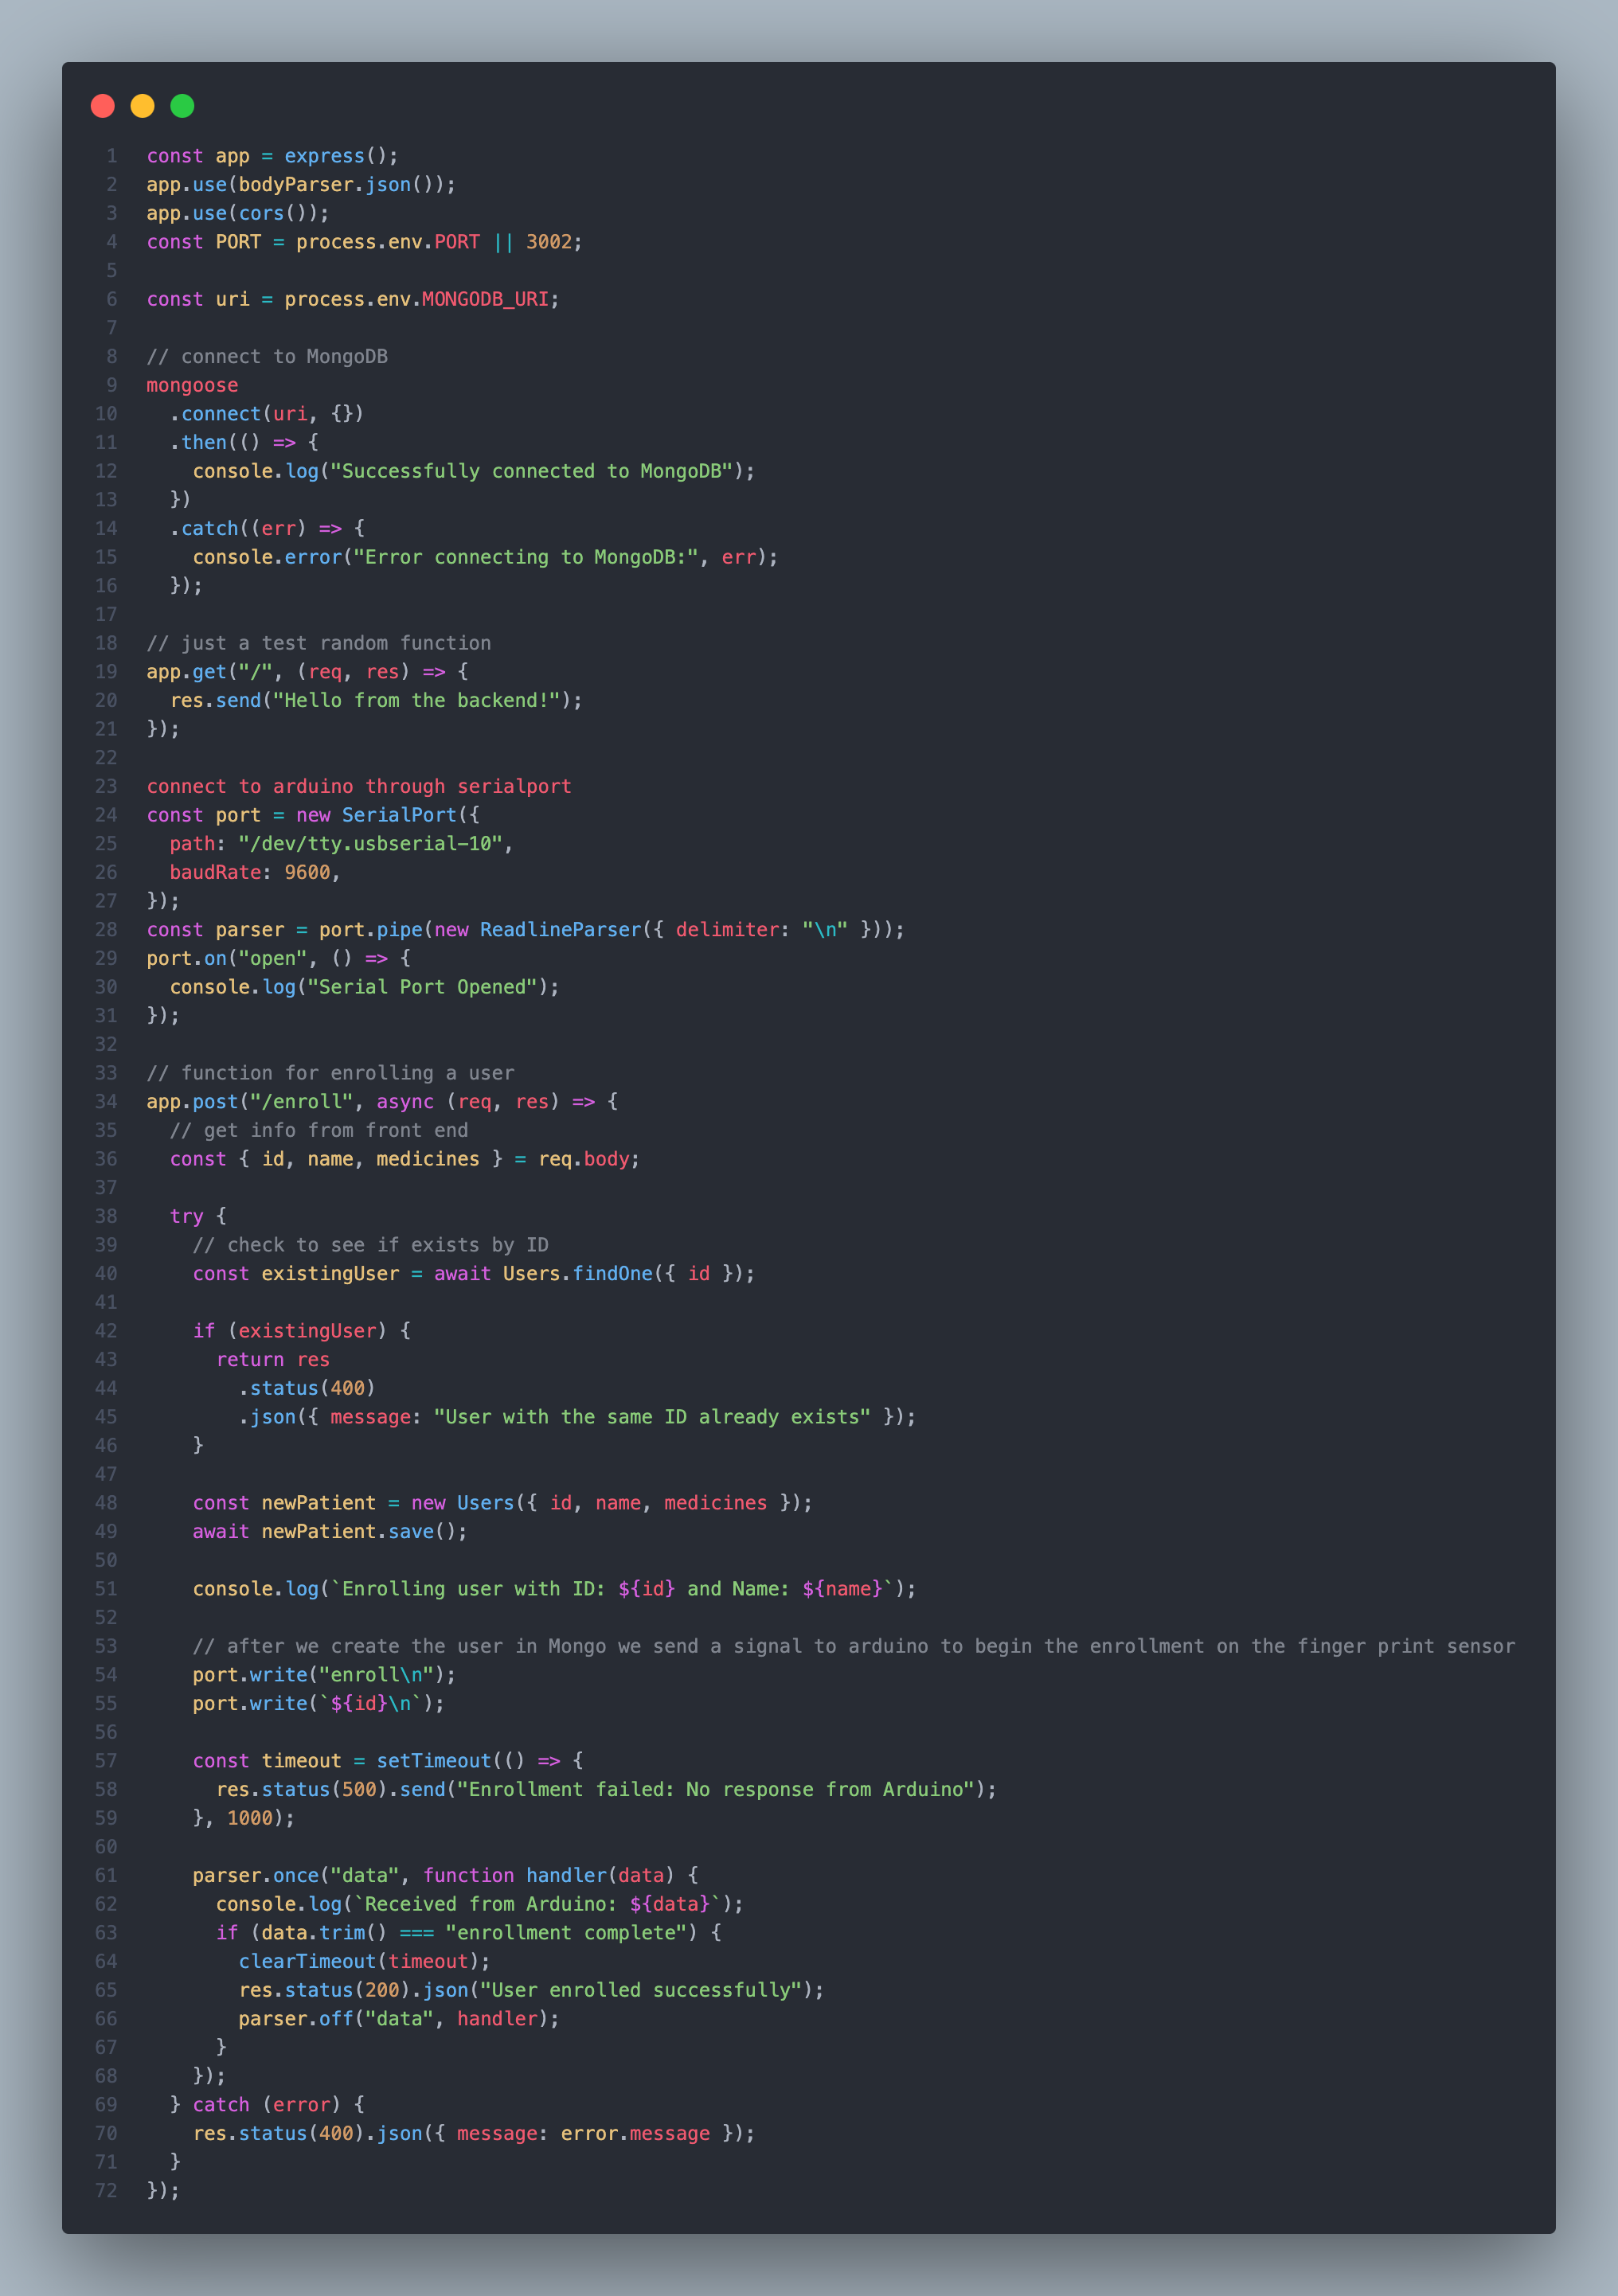 1 const app = express();
2 app.use(bodyParser.json());
3 app.use(cors());
4 const PORT = process.env.PORT || 3002;
5
6 const uri = process.env.MONGODB_URI;
7
8 // connect to MongoDB
9 mongoose
10   .connect(uri, {})
11   .then(() => {
12     console.log("Successfully connected to MongoDB");
13   })
14   .catch((err) => {
15     console.error("Error connecting to MongoDB:", err);
16   });
17
18 // just a test random function
19 app.get("/", (req, res) => {
20   res.send("Hello from the backend!");
21 });
22
23 connect to arduino through serialport
24 const port = new SerialPort({
25   path: "/dev/tty.usbserial-10",
26   baudRate: 9600,
27 });
28 const parser = port.pipe(new ReadlineParser({ delimiter: "\n" }));
29 port.on("open", () => {
30   console.log("Serial Port Opened");
31 });
32
33 // function for enrolling a user
34 app.post("/enroll", async (req, res) => {
35   // get info from front end
36   const { id, name, medicines } = req.body;
37
38   try {
39     // check to see if exists by ID
40     const existingUser = await Users.findOne({ id });
41
42     if (existingUser) {
43       return res
44         .status(400)
45         .json({ message: "User with the same ID already exists" });
46     }
47
48     const newPatient = new Users({ id, name, medicines });
49     await newPatient.save();
50
51     console.log(`Enrolling user with ID: ${id} and Name: ${name}`);
52
53     // after we create the user in Mongo we send a signal to arduino to begin the enrollment on the finger print sensor
54     port.write("enroll\n");
55     port.write(`${id}\n`);
56
57     const timeout = setTimeout(() => {
58       res.status(500).send("Enrollment failed: No response from Arduino");
59     }, 1000);
60
61     parser.once("data", function handler(data) {
62       console.log(`Received from Arduino: ${data}`);
63       if (data.trim() === "enrollment complete") {
64         clearTimeout(timeout);
65         res.status(200).json("User enrolled successfully");
66         parser.off("data", handler);
67       }
68     });
69   } catch (error) {
70     res.status(400).json({ message: error.message });
71   }
72 });